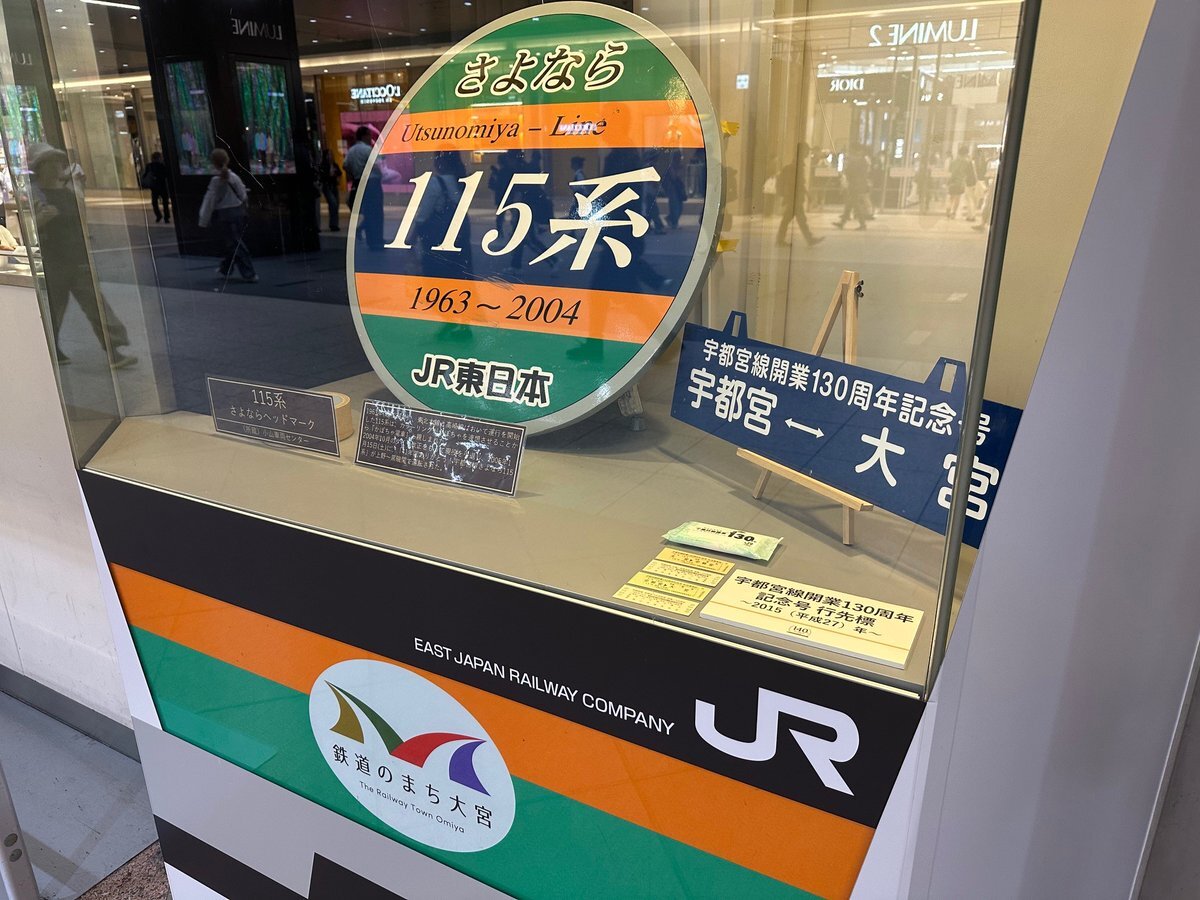 LUMINE 2
LUMINE
L'OCCITANE
DIOR
さよなら
Utsunomiya – Line
115系
1963～2004
JR東日本
宇都宮線開業130周年記念号
宇都宮↔大宮
115系
さよならヘッドマーク
（所蔵）小山車両センター
130
宇都宮線開業130周年
記念号 行先標
～2015（平成27）年～
140
EAST JAPAN RAILWAY COMPANY
JR
鉄道のまち大宮
The Railway Town Omiya